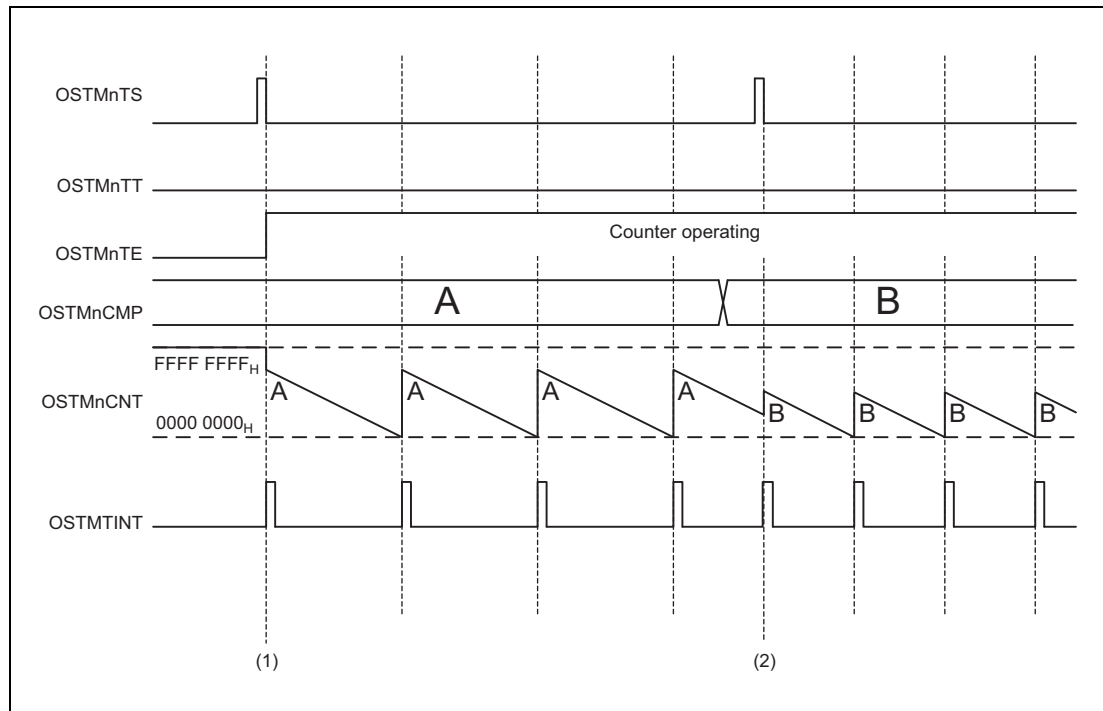 OSTMnTS
OSTMnTT
Counter operating
OSTMnTE
A
B
OSTMnCMP
FFFF FFFFH
A
A
A
A
OSTMnCNT
B
B
B
B
0000 0000H
OSTMTINT
(1)
(2)